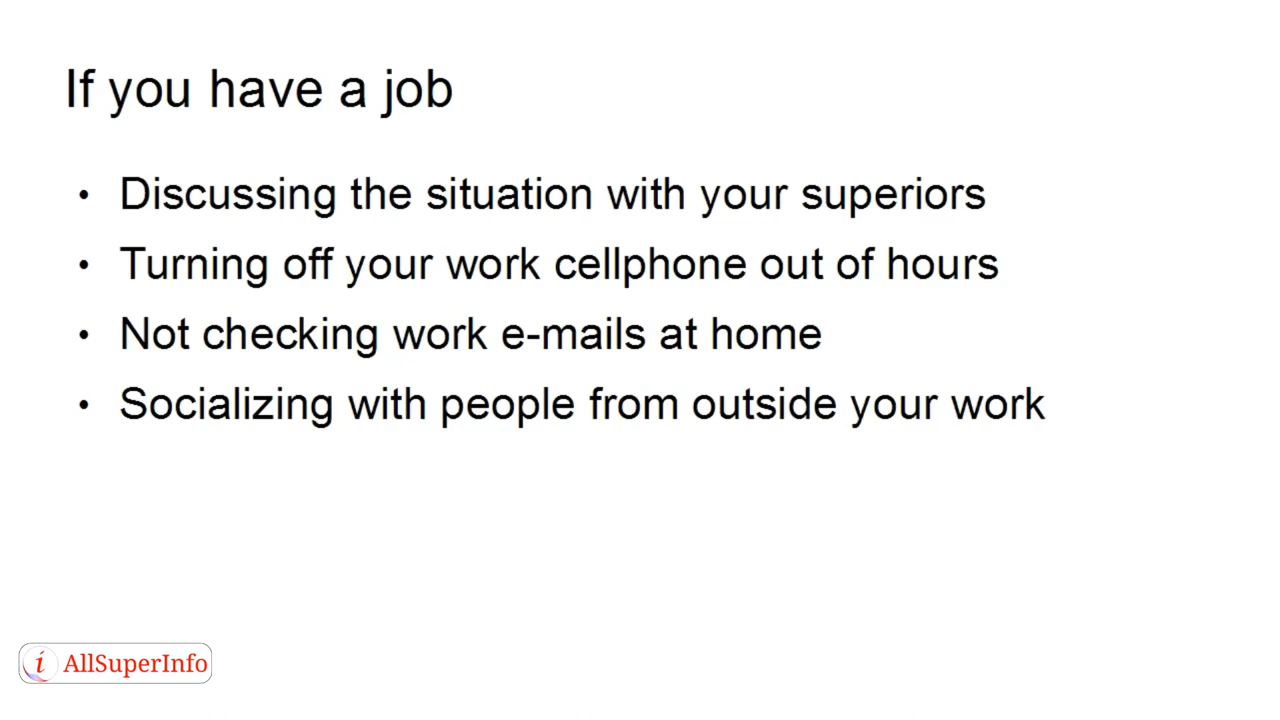 If you have a job
• Discussing the situation with your superiors
• Turning off your work cellphone out of hours
• Not checking work e-mails at home
• Socializing with people from outside your work
i AllSuperInfo